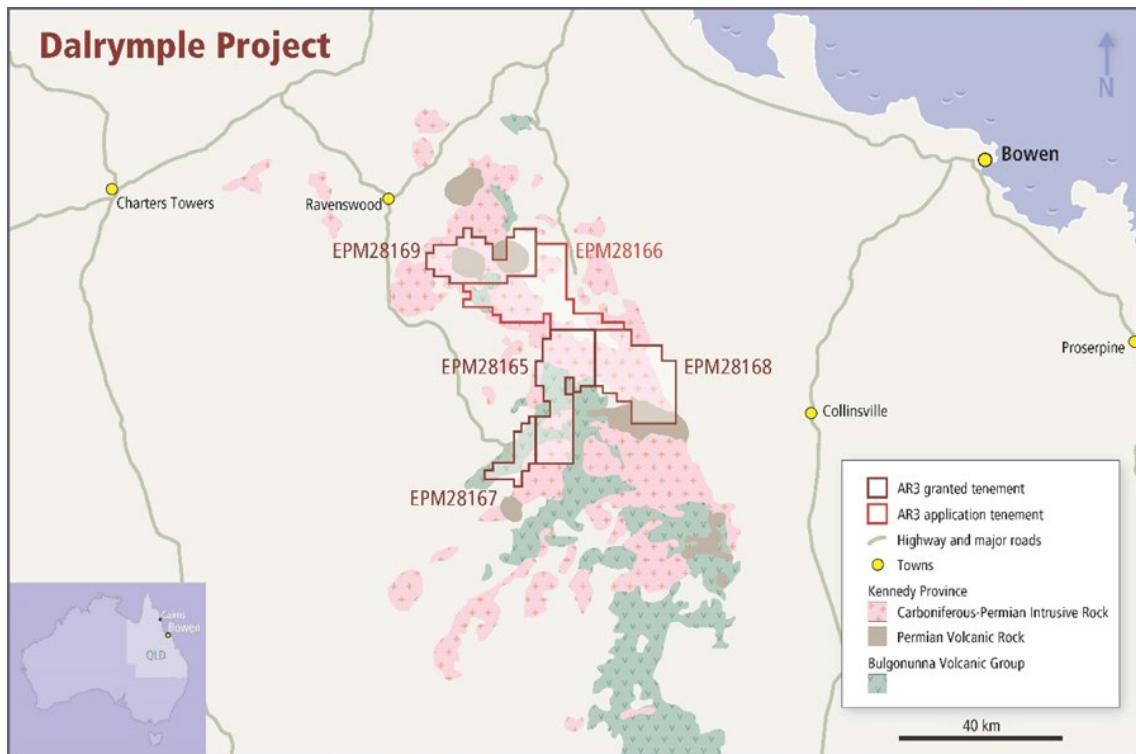 Dalrymple Project
N
Bowen
Charters Towers
Ravenswood
EPM28169
EPM28166
Proserpine
EPM28165
EPM28168
Collinsville
EPM28167
AR3 granted tenement
AR3 application tenement
Highway and major roads
Towns
Kennedy Province
Carboniferous-Permian Intrusive Rock
Permian Volcanic Rock
Bulgonunna Volcanic Group
Cairns
Bowen
QLD
40 km